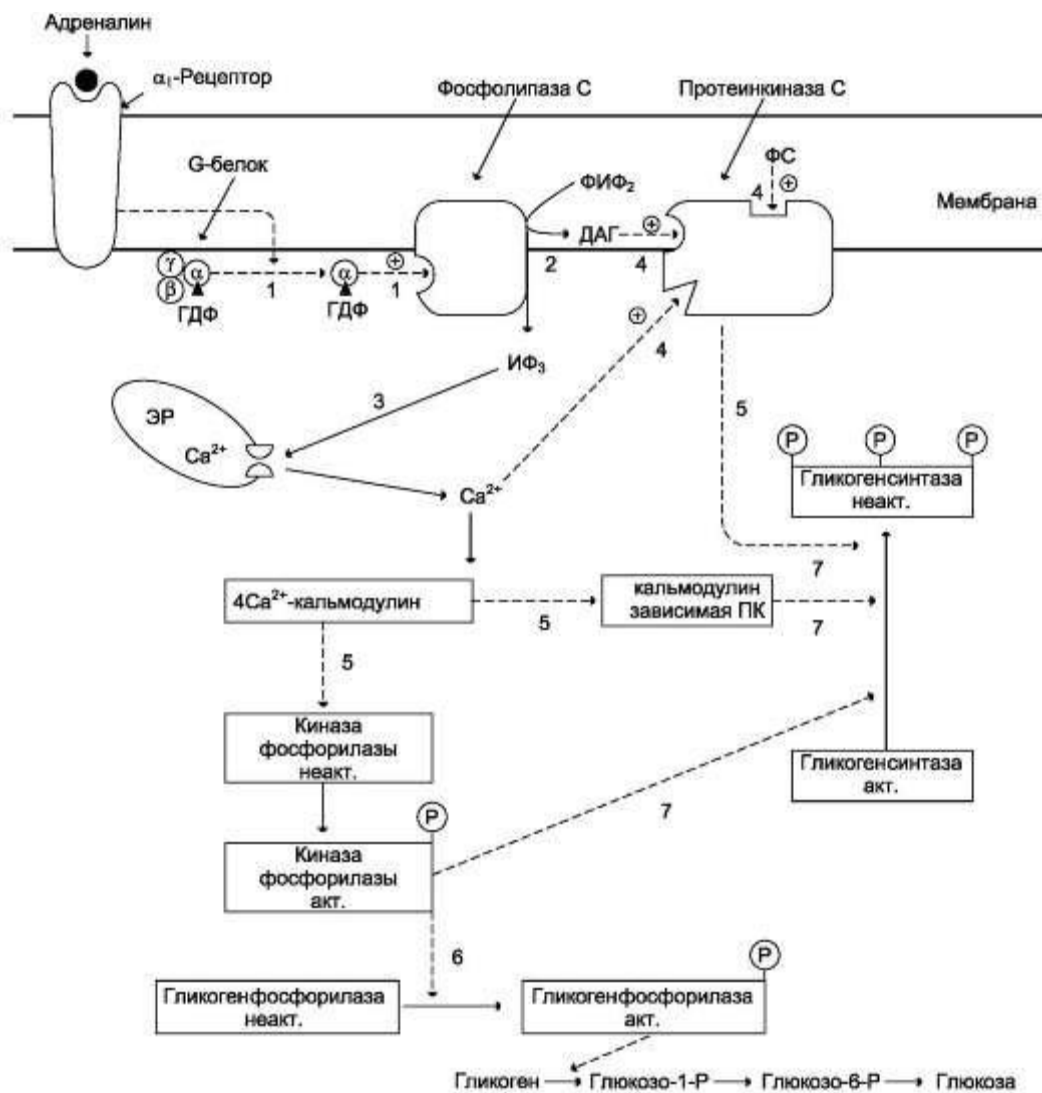 Адреналин
α₁-Рецептор
Фосфолипаза С
Протеинкиназа С
G-белок
ФИФ₂
ФС
4
+
Мембрана
ДАГ
+
4
2
γ
β
α
ГДФ
1
α
ГДФ
+
1
ИФ₃
+
4
3
ЭР
Ca²⁺
Ca²⁺
5
P
P
P
Гликогенсинтаза
неакт.
7
4Ca²⁺-кальмодулин
5
кальмодулин
зависимая ПК
7
5
Киназа
фосфорилазы
неакт.
Гликогенсинтаза
акт.
7
P
Киназа
фосфорилазы
акт.
6
P
Гликогенфосфорилаза
неакт.
Гликогенфосфорилаза
акт.
Гликоген
Глюкозо-1-Р
Глюкозо-6-Р
Глюкоза